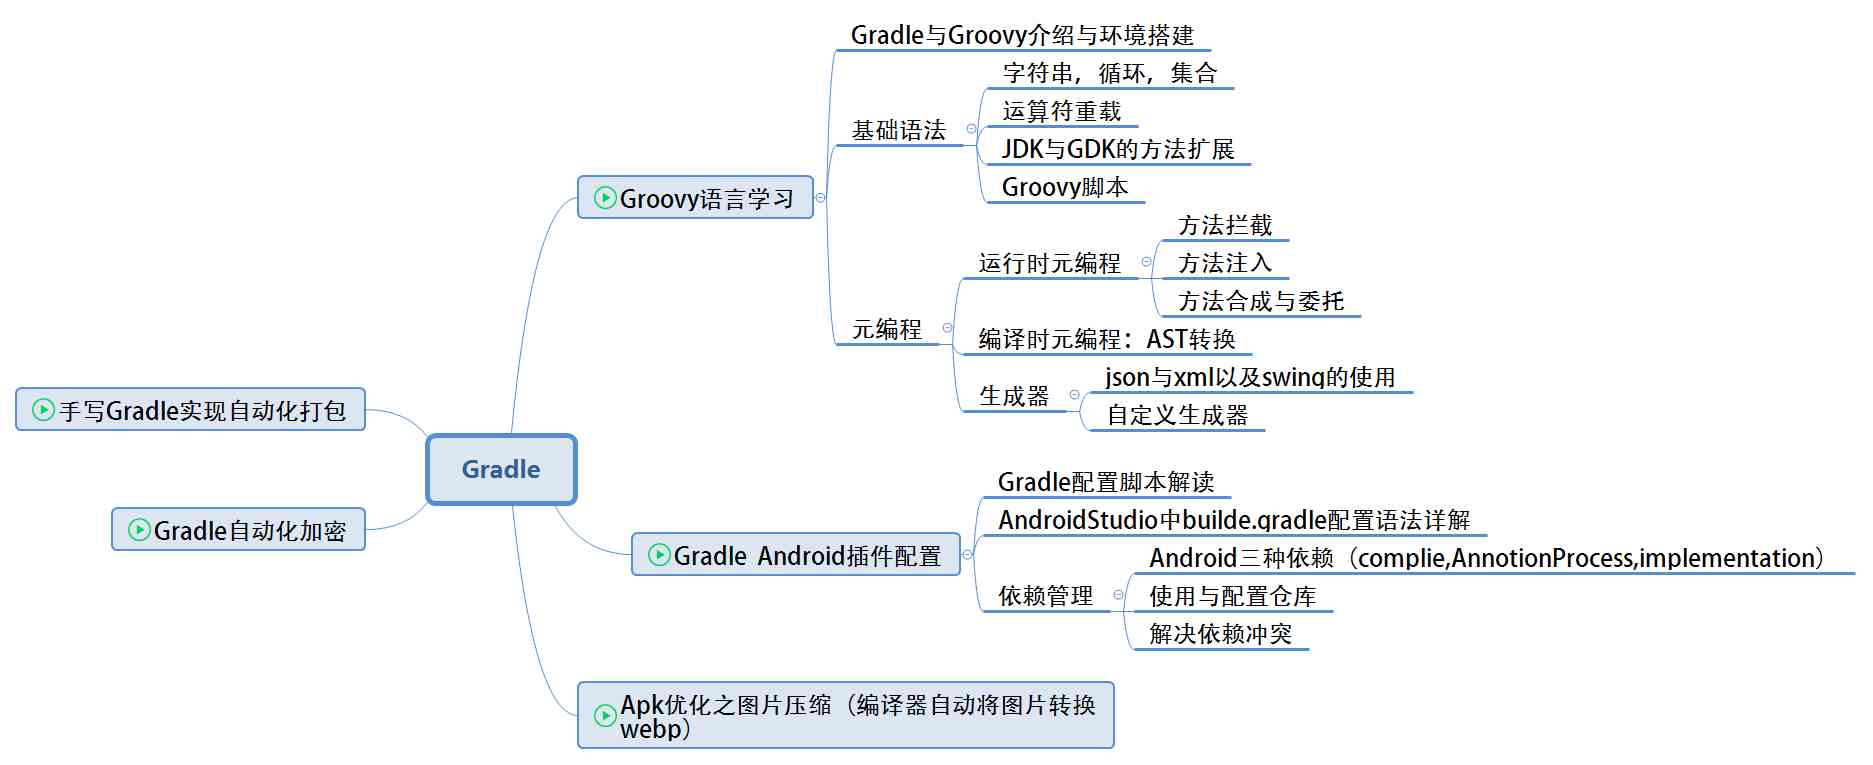 Gradle与Groovy介绍与环境搭建
字符串，循环，集合
运算符重载
基础语法
JDK与GDK的方法扩展
Groovy脚本
Groovy语言学习
方法拦截
运行时元编程
方法注入
方法合成与委托
元编程
编译时元编程：AST转换
json与xml以及swing的使用
生成器
自定义生成器
手写Gradle实现自动化打包
Gradle
Gradle自动化加密
Gradle配置脚本解读
AndroidStudio中builde.gradle配置语法详解
Gradle Android插件配置
Android三种依赖（complie,AnnotionProcess,implementation）
依赖管理
使用与配置仓库
解决依赖冲突
Apk优化之图片压缩（编译器自动将图片转换
webp）